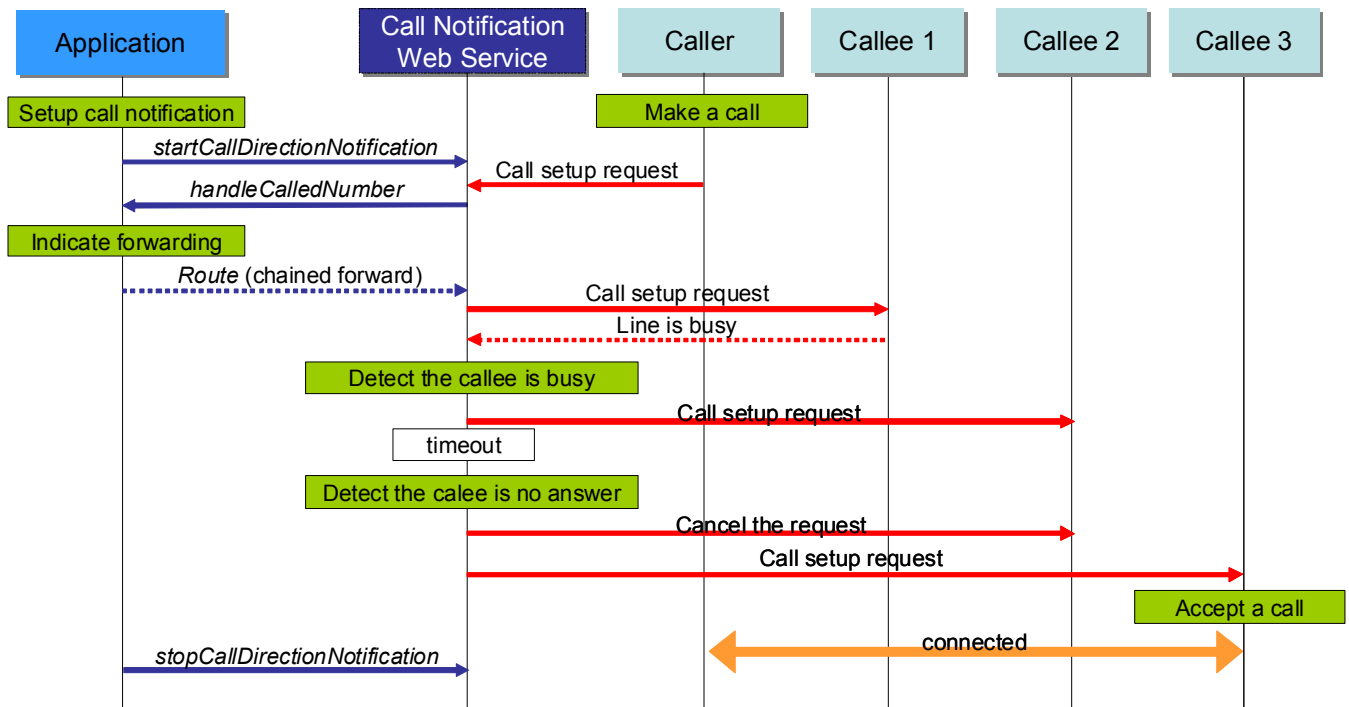 Application
Call Notification
Web Service
Caller
Callee 1
Callee 2
Callee 3
Setup call notification
Make a call
startCallDirectionNotification
Call setup request
handleCalledNumber
Indicate forwarding
Route (chained forward)
Call setup request
Line is busy
Detect the callee is busy
Call setup request
timeout
Detect the calee is no answer
Cancel the request
Call setup request
Accept a call
connected
stopCallDirectionNotification